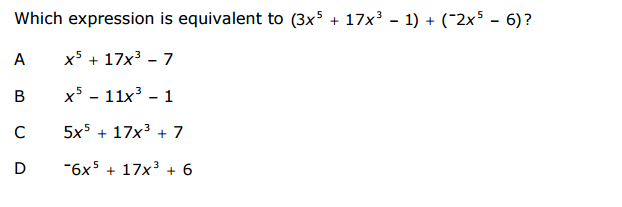 Which expression is equivalent to (3x⁵ + 17x³ – 1) + (⁻2x⁵ – 6)?
A x⁵ + 17x³ – 7
B x⁵ – 11x³ – 1
C 5x⁵ + 17x³ + 7
D ⁻6x⁵ + 17x³ + 6